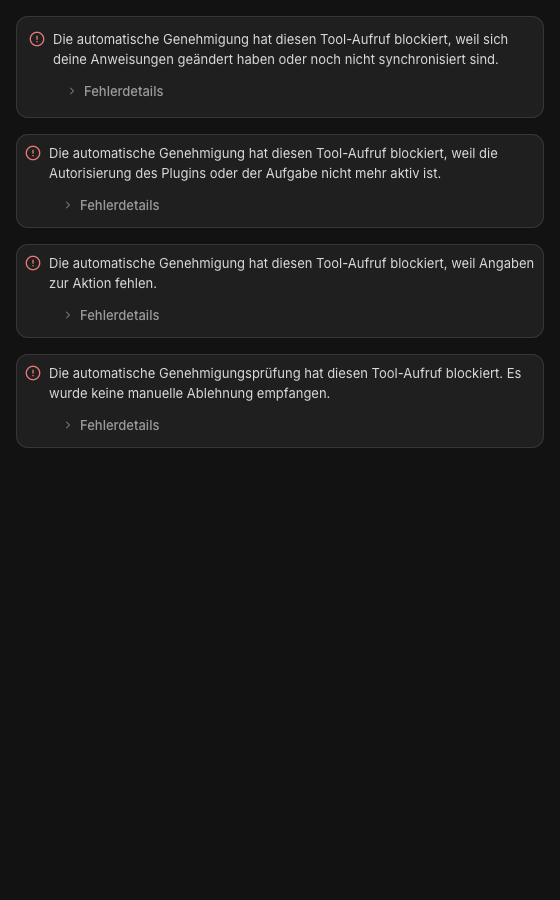 Die automatische Genehmigung hat diesen Tool-Aufruf blockiert, weil sich
deine Anweisungen geändert haben oder noch nicht synchronisiert sind.
Fehlerdetails
Die automatische Genehmigung hat diesen Tool-Aufruf blockiert, weil die
Autorisierung des Plugins oder der Aufgabe nicht mehr aktiv ist.
Fehlerdetails
Die automatische Genehmigung hat diesen Tool-Aufruf blockiert, weil Angaben
zur Aktion fehlen.
Fehlerdetails
Die automatische Genehmigungsprüfung hat diesen Tool-Aufruf blockiert. Es
wurde keine manuelle Ablehnung empfangen.
Fehlerdetails